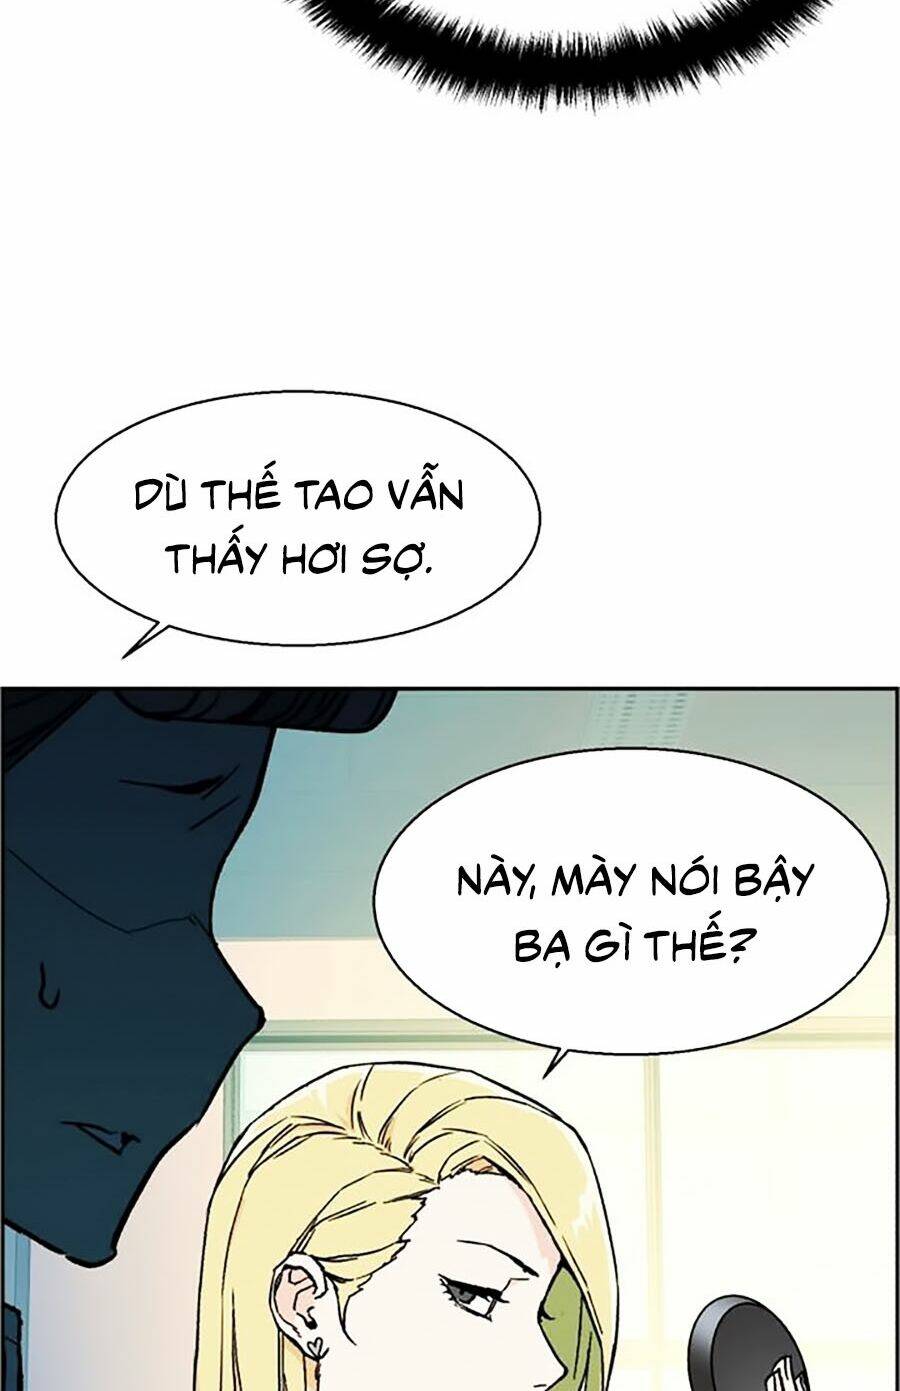 DÙ THẾ TAO VẪN
THẤY HƠI SỢ.
NÀY, MÀY NÓI BẬY
BẠ GÌ THẾ?